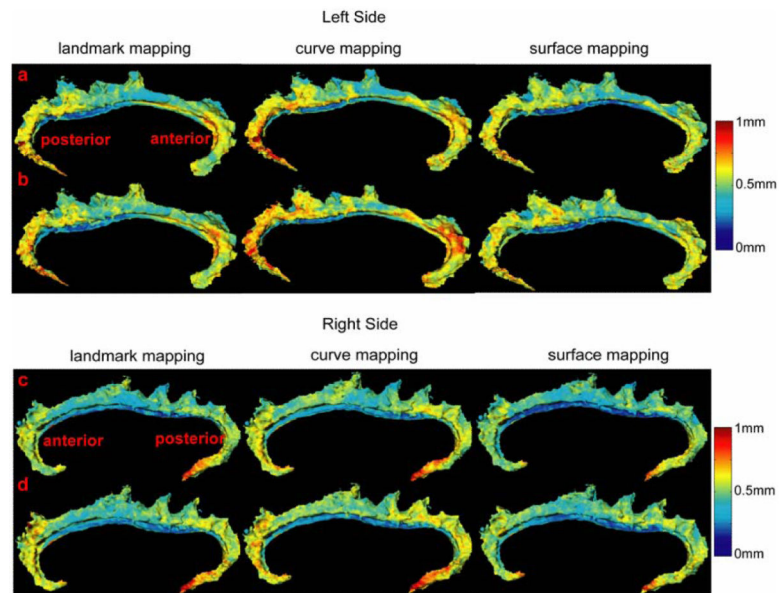 Left Side
landmark mapping curve mapping surface mapping
a
1mm
posterior anterior
0.5mm
b
0mm
Right Side
landmark mapping curve mapping surface mapping
c
1mm
anterior posterior
0.5mm
d
0mm